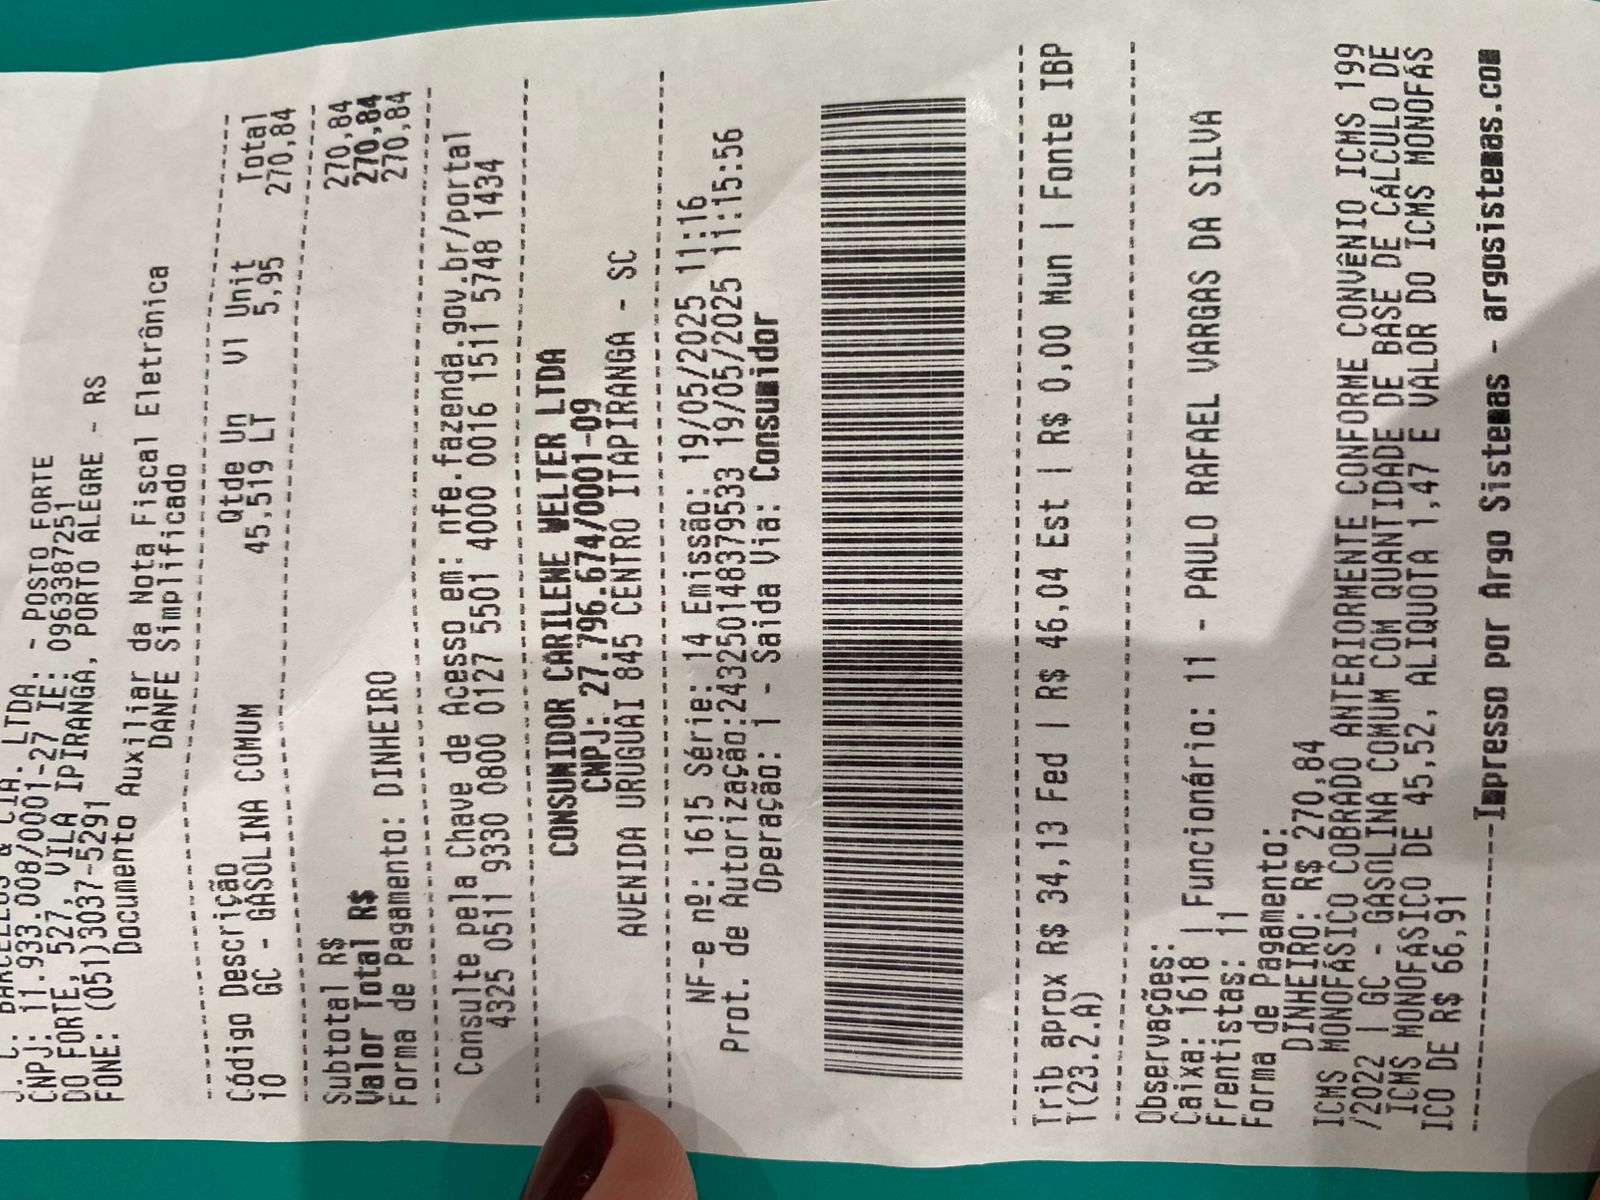 J. C. BARCELLOS & CIA. LTDA. - POSTO FORTE
CNPJ: 11.933.008/0001-27 IE: 0963387251
DO FORTE, 527, VILA IPIRANGA, PORTO ALEGRE - RS
FONE: (051)3037-5291
Documento Auxiliar da Nota Fiscal Eletrônica
DANFE Simplificado
Código Descrição Qtde Un Vl Unit Total
10 GC - GASOLINA COMUM 45,519 LT 5,95 270,84
Subtotal R$ 270,84
Valor Total R$ 270,84
Forma de Pagamento: DINHEIRO 270,84
Consulte pela Chave de Acesso em: nfe.fazenda.gov.br/portal
4325 0511 9330 0800 0127 5501 4000 0016 1511 5748 1434
CONSUMIDOR CARILENE WELTER LTDA
CNPJ: 27.796.674/0001-09
AVENIDA URUGUAI 845 CENTRO ITAPIRANGA - SC
NF-e nº: 1615 Série: 14 Emissão: 19/05/2025 11:16
Prot. de Autorização:243250148379533 19/05/2025 11:15:56
Operação: 1 - Saída Via: Consumidor
Trib aprox R$ 34,13 Fed | R$ 46,04 Est | R$ 0,00 Mun | Fonte IBP
T(23.2.A)
Observações:
Caixa: 1618 | Funcionário: 11 - PAULO RAFAEL VARGAS DA SILVA
Frentistas: 11
Forma de Pagamento:
DINHEIRO: R$ 270,84
ICMS MONOFÁSICO COBRADO ANTERIORMENTE CONFORME CONVÊNIO ICMS 199
/2022 | GC - GASOLINA COMUM COM QUANTIDADE DE BASE DE CÁLCULO DE
ICMS MONOFÁSICO DE 45,52, ALIQUOTA 1,47 E VALOR DO ICMS MONOFÁS
ICO DE R$ 66,91
Impresso por Argo Sistemas - argosistemas.com